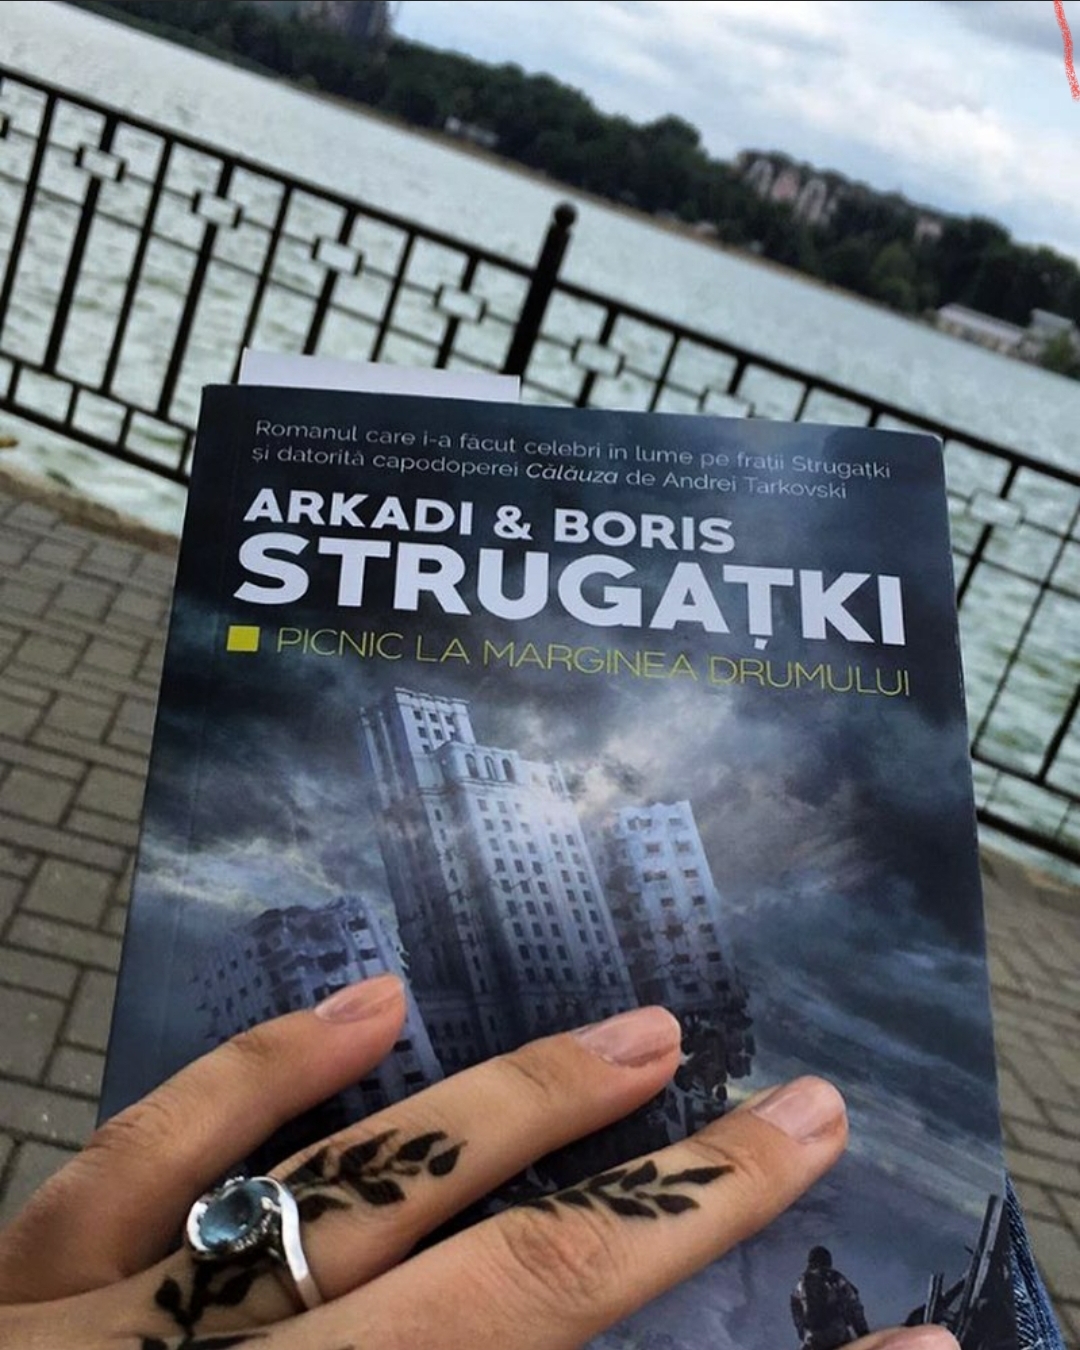 Romanul care i-a făcut celebri în lume pe frații Strugațki
și datorită capodoperei Călăuza de Andrei Tarkovski
ARKADI & BORIS
STRUGAȚKI
PICNIC LA MARGINEA DRUMULUI